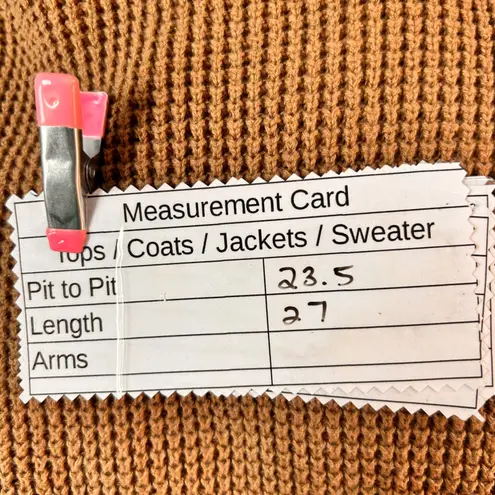 Measurement Card
Tops / Coats / Jackets / Sweater
Pit to Pit 23.5
Length 27
Arms